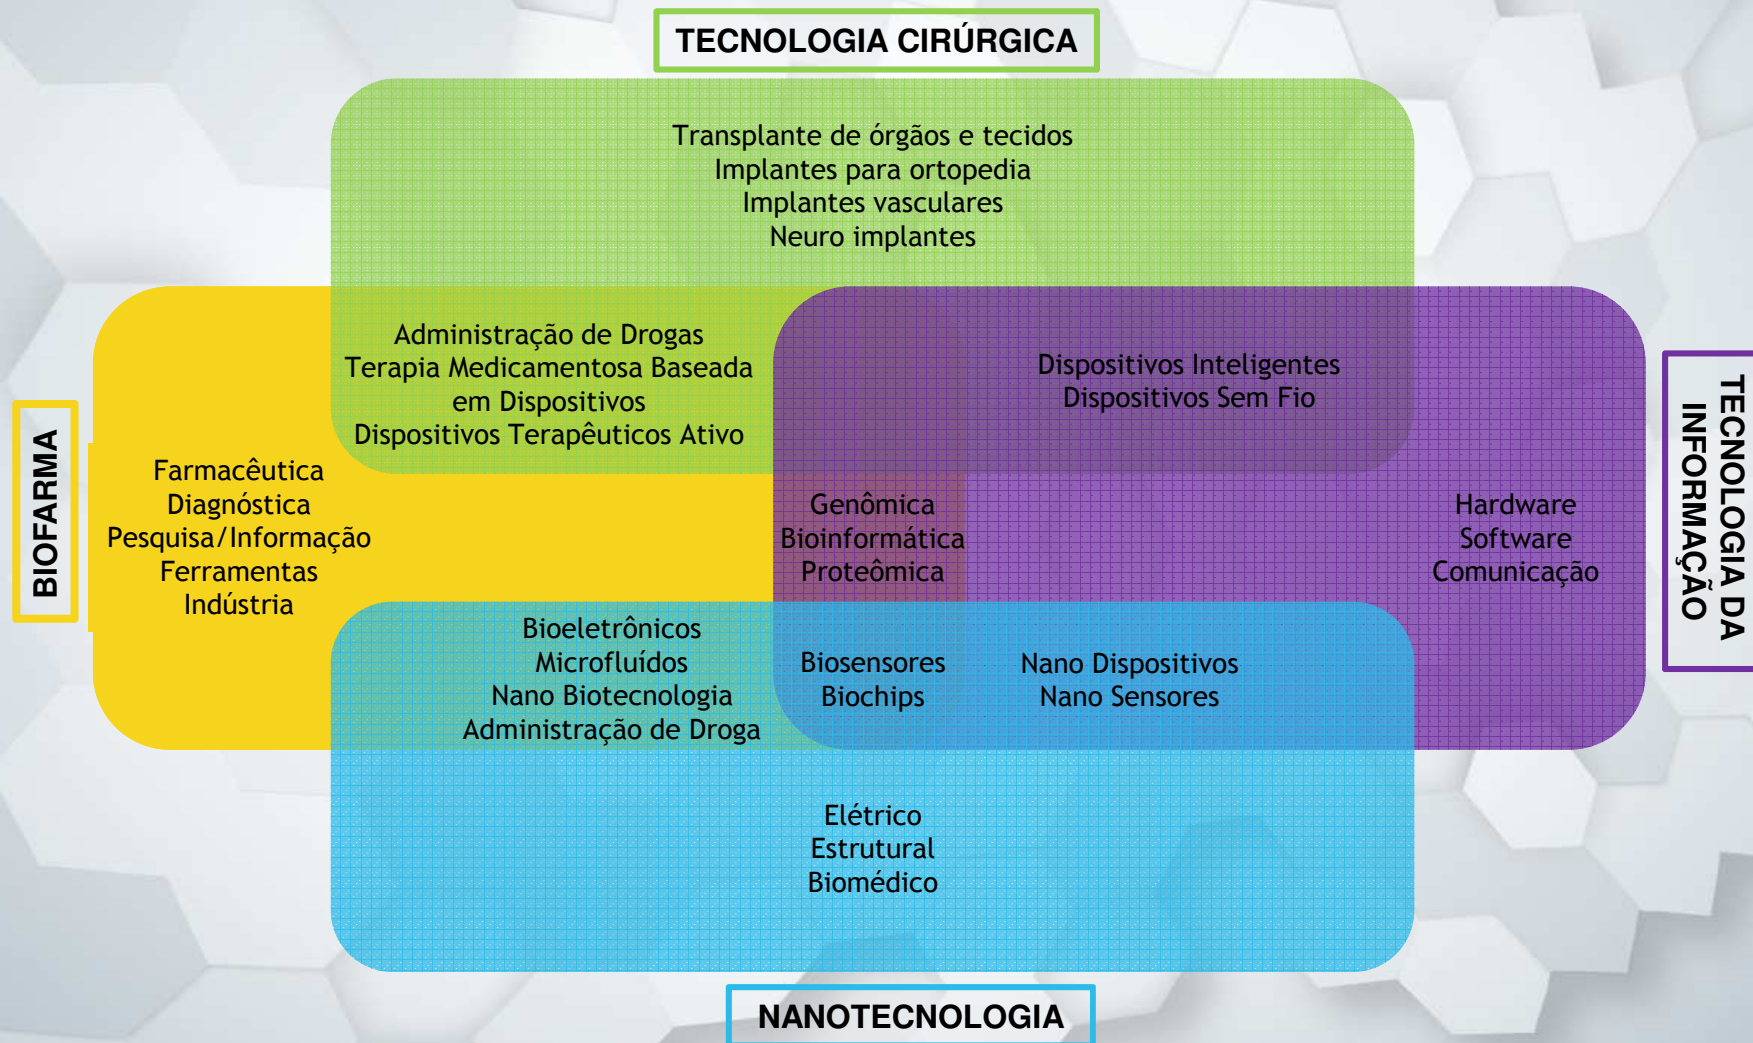 TECNOLOGIA CIRÚRGICA
Transplante de órgãos e tecidos
Implantes para ortopedia
Implantes vasculares
Neuro implantes
Administração de Drogas
Terapia Medicamentosa Baseada
em Dispositivos
Dispositivos Terapêuticos Ativo
Dispositivos Inteligentes
Dispositivos Sem Fio
BIOFARMA
Farmacêutica
Diagnóstica
Pesquisa/Informação
Ferramentas
Indústria
Genômica
Bioinformática
Proteômica
Hardware
Software
Comunicação
TECNOLOGIA DA
INFORMAÇÃO
Bioeletrônicos
Microfluídos
Nano Biotecnologia
Administração de Droga
Biosensores
Biochips
Nano Dispositivos
Nano Sensores
Elétrico
Estrutural
Biomédico
NANOTECNOLOGIA